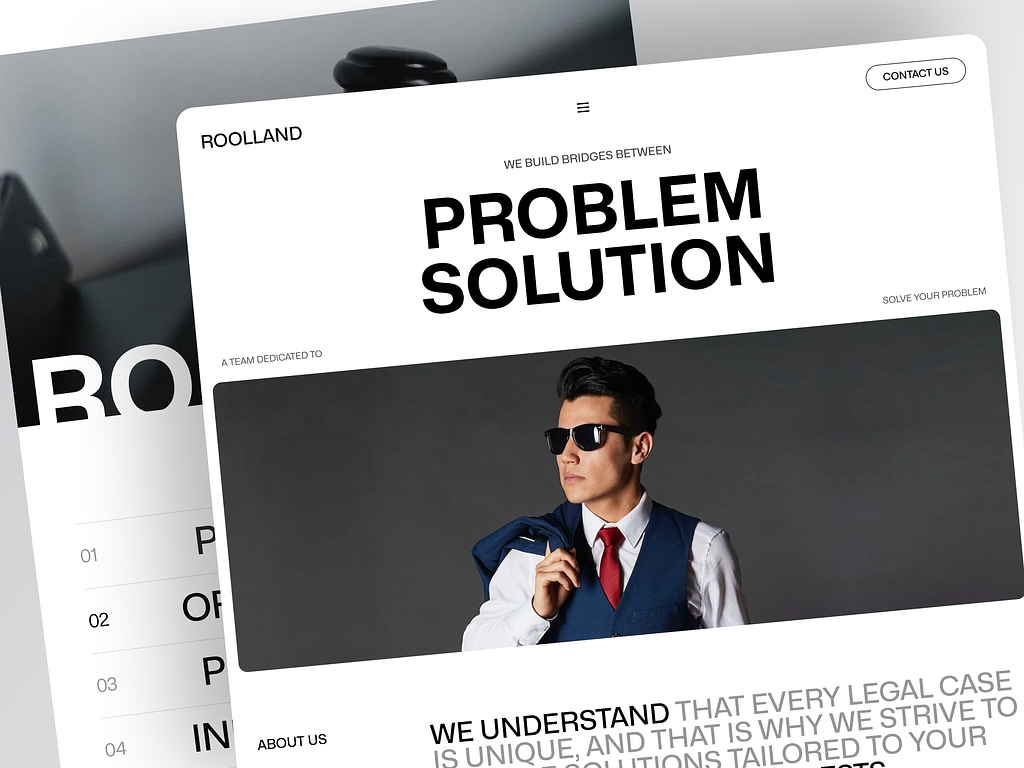 CONTACT US
ROOLLAND
WE BUILD BRIDGES BETWEEN
PROBLEM
SOLUTION
SOLVE YOUR PROBLEM
A TEAM DEDICATED TO
ABOUT US
WE UNDERSTAND THAT EVERY LEGAL CASE
IS UNIQUE, AND THAT IS WHY WE STRIVE TO
SOLUTIONS TAILORED TO YOUR
RO
01
P
02
OF
03
P
04
IN